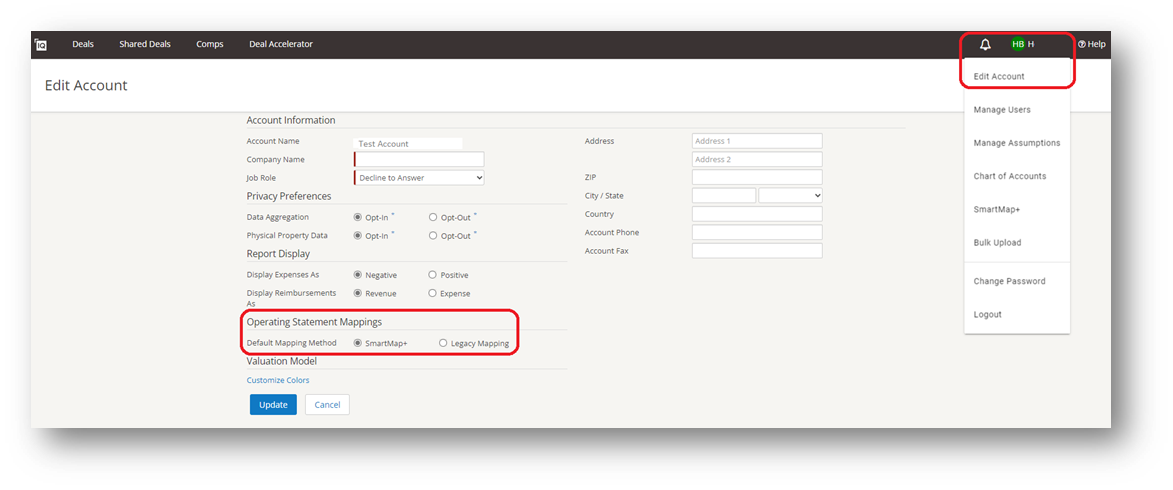 IQ Deals Shared Deals Comps Deal Accelerator HB H Help
Edit Account
Edit Account
Manage Users
Manage Assumptions
Chart of Accounts
SmartMap+
Bulk Upload
Change Password
Logout
Account Information
Account Name Test Account
Company Name
Job Role Decline to Answer
Privacy Preferences
Data Aggregation Opt-In * Opt-Out *
Physical Property Data Opt-In * Opt-Out *
Report Display
Display Expenses As Negative Positive
Display Reimbursements As Revenue Expense
Operating Statement Mappings
Default Mapping Method SmartMap+ Legacy Mapping
Valuation Model
Customize Colors
Update Cancel
Address Address 1
Address 2
ZIP
City / State
Country
Account Phone
Account Fax